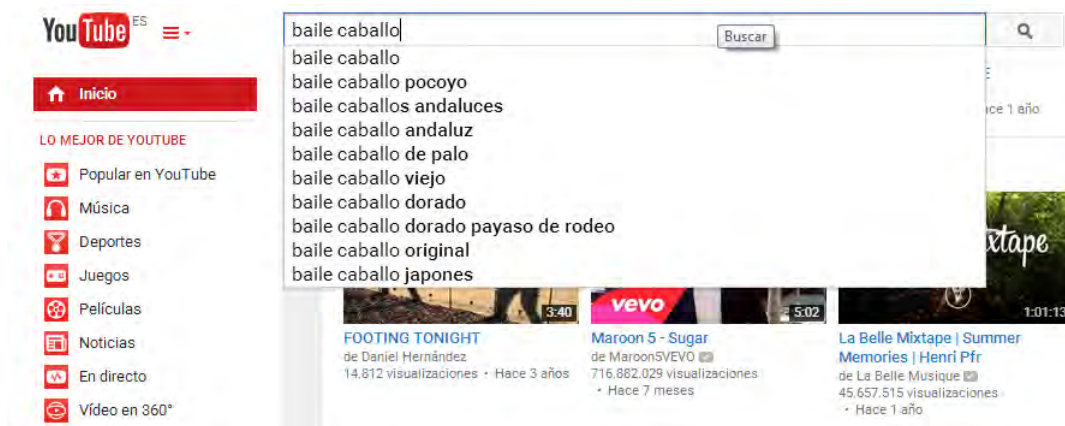 YouTube ES
baile caballo
Buscar
baile caballo
baile caballo pocoyo
baile caballos andaluces
baile caballo andaluz
baile caballo de palo
baile caballo viejo
baile caballo dorado
baile caballo dorado payaso de rodeo
baile caballo original
baile caballo japones
Inicio
LO MEJOR DE YOUTUBE
Popular en YouTube
Música
Deportes
Juegos
Películas
Noticias
En directo
Vídeo en 360°
1 año
3:40
FOOTING TONIGHT
de Daniel Hernández
14.812 visualizaciones • Hace 3 años
vevo
5:02
Maroon 5 - Sugar
de Maroon5VEVO
716.882.029 visualizaciones
• Hace 7 meses
1:01:13
La Belle Mixtape | Summer
Memories | Henri Pfr
de La Belle Musique
45.657.515 visualizaciones
• Hace 1 año